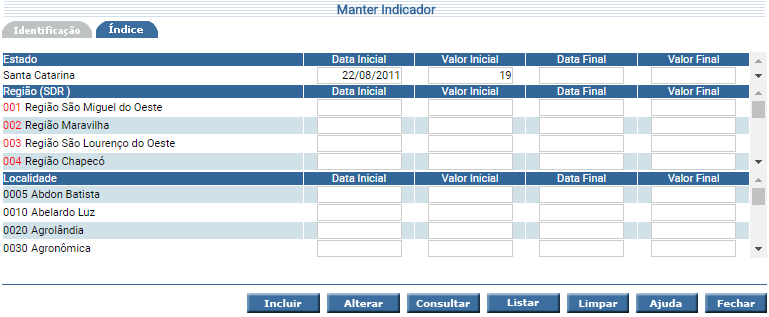 Manter Indicador
Identificação Índice
Estado Data Inicial Valor Inicial Data Final Valor Final
Santa Catarina 22/08/2011 19
Região (SDR ) Data Inicial Valor Inicial Data Final Valor Final
001 Região São Miguel do Oeste
002 Região Maravilha
003 Região São Lourenço do Oeste
004 Região Chapecó
Localidade Data Inicial Valor Inicial Data Final Valor Final
0005 Abdon Batista
0010 Abelardo Luz
0020 Agrolândia
0030 Agronômica
Incluir Alterar Consultar Listar Limpar Ajuda Fechar